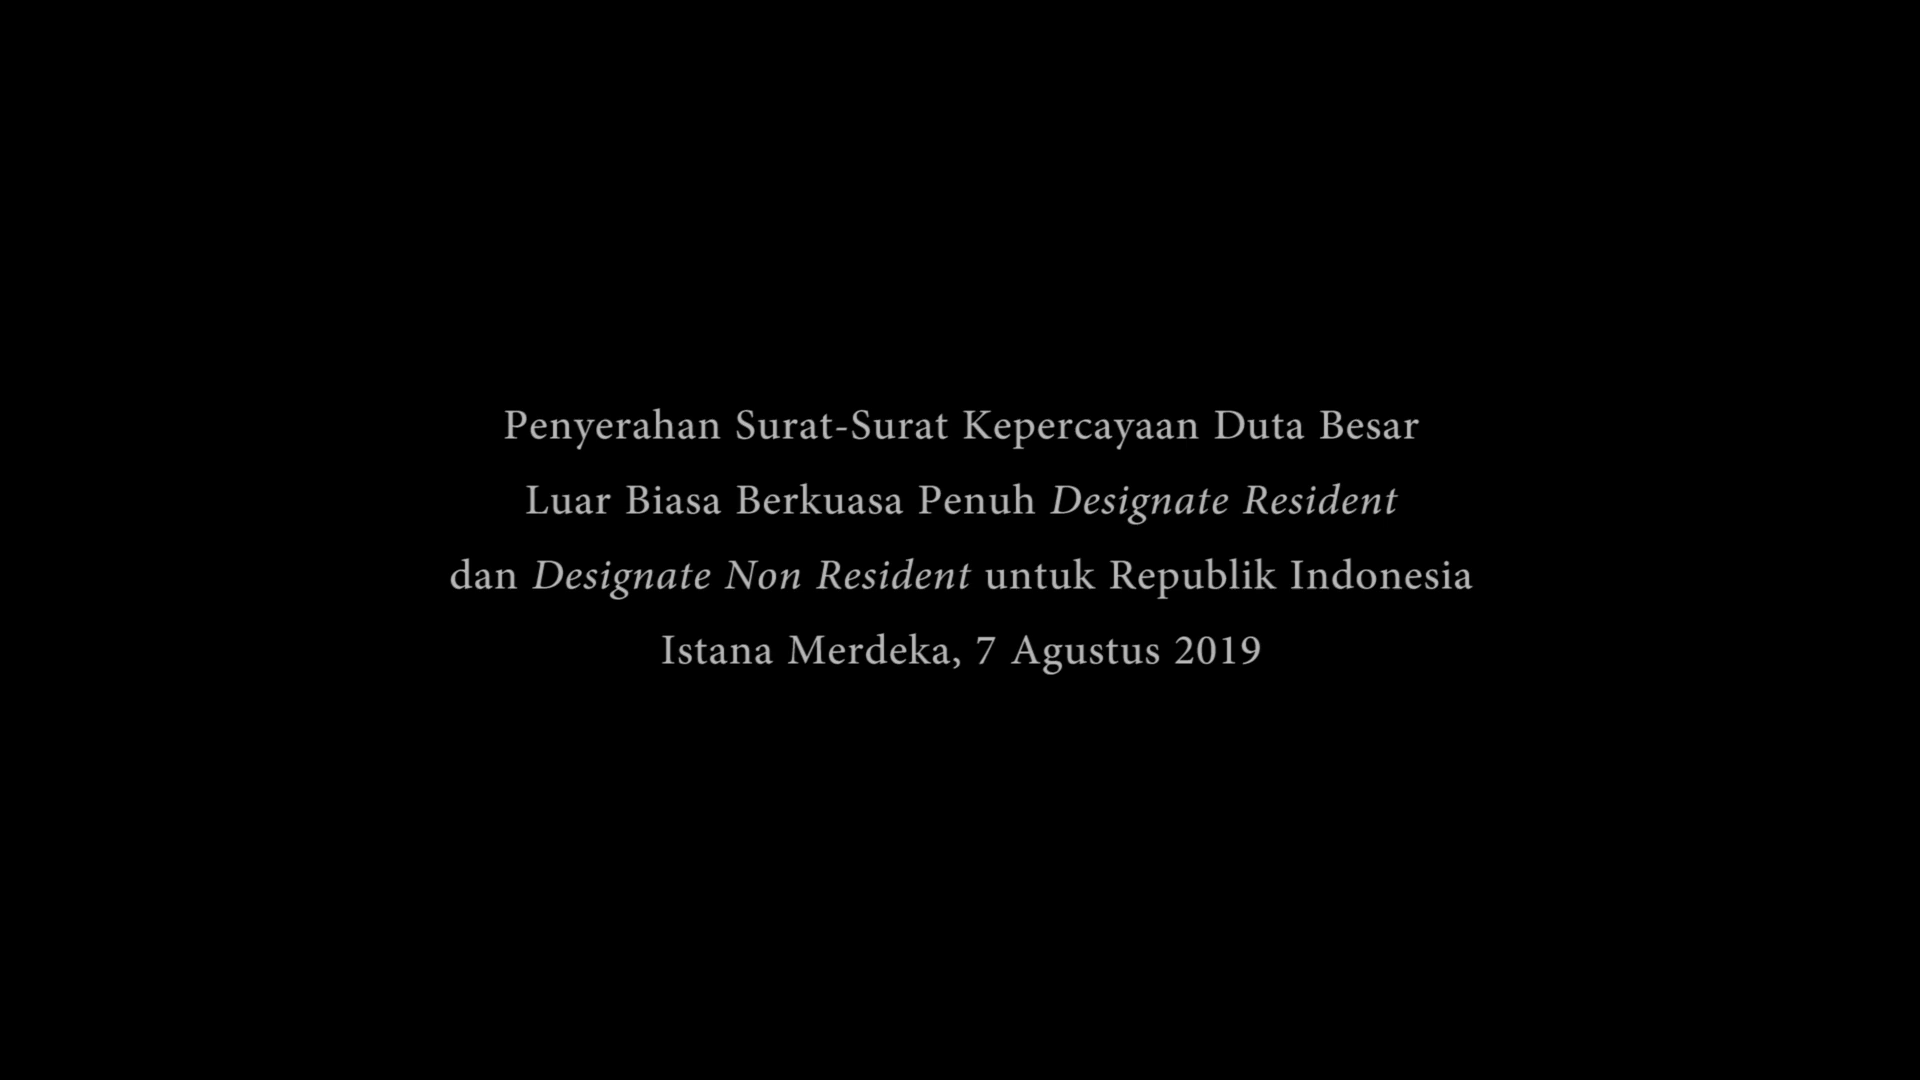 Penyerahan Surat-Surat Kepercayaan Duta Besar
Luar Biasa Berkuasa Penuh Designate Resident
dan Designate Non Resident untuk Republik Indonesia
Istana Merdeka, 7 Agustus 2019